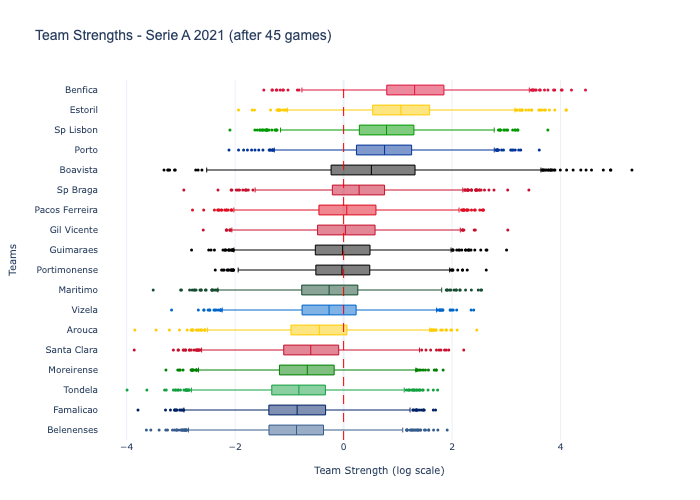 Team Strengths - Serie A 2021 (after 45 games)
Benfica
Estoril
Sp Lisbon
Porto
Boavista
Sp Braga
Pacos Ferreira
Gil Vicente
Guimaraes
Portimonense
Maritimo
Vizela
Arouca
Santa Clara
Moreirense
Tondela
Famalicao
Belenenses
Teams
−4 −2 0 2 4
Team Strength (log scale)